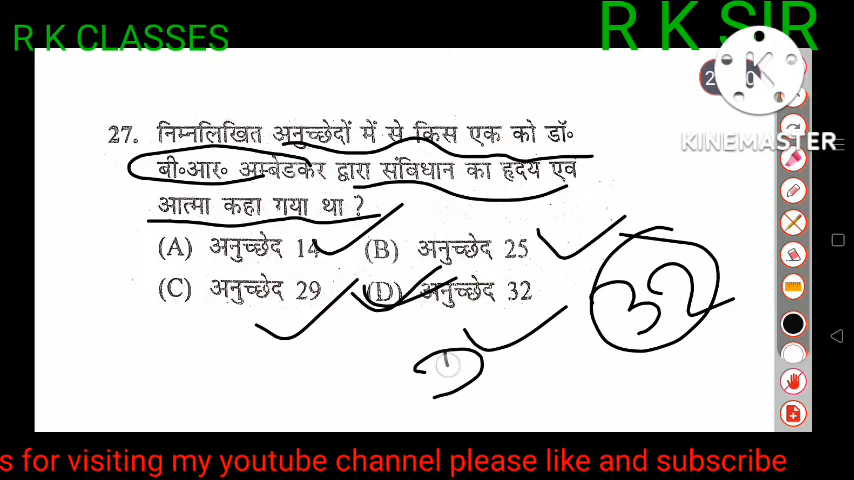 R K CLASSES
R K SIR
KINEMASTER
27. निम्नलिखित अनुच्छेदों में से किस एक को डॉ॰
बी॰आर॰ अम्बेडकर द्वारा संविधान का हृदय एवं
आत्मा कहा गया था ?
(A) अनुच्छेद 14 (B) अनुच्छेद 25
(C) अनुच्छेद 29 (D) अनुच्छेद 32
32
s for visiting my youtube channel please like and subscribe